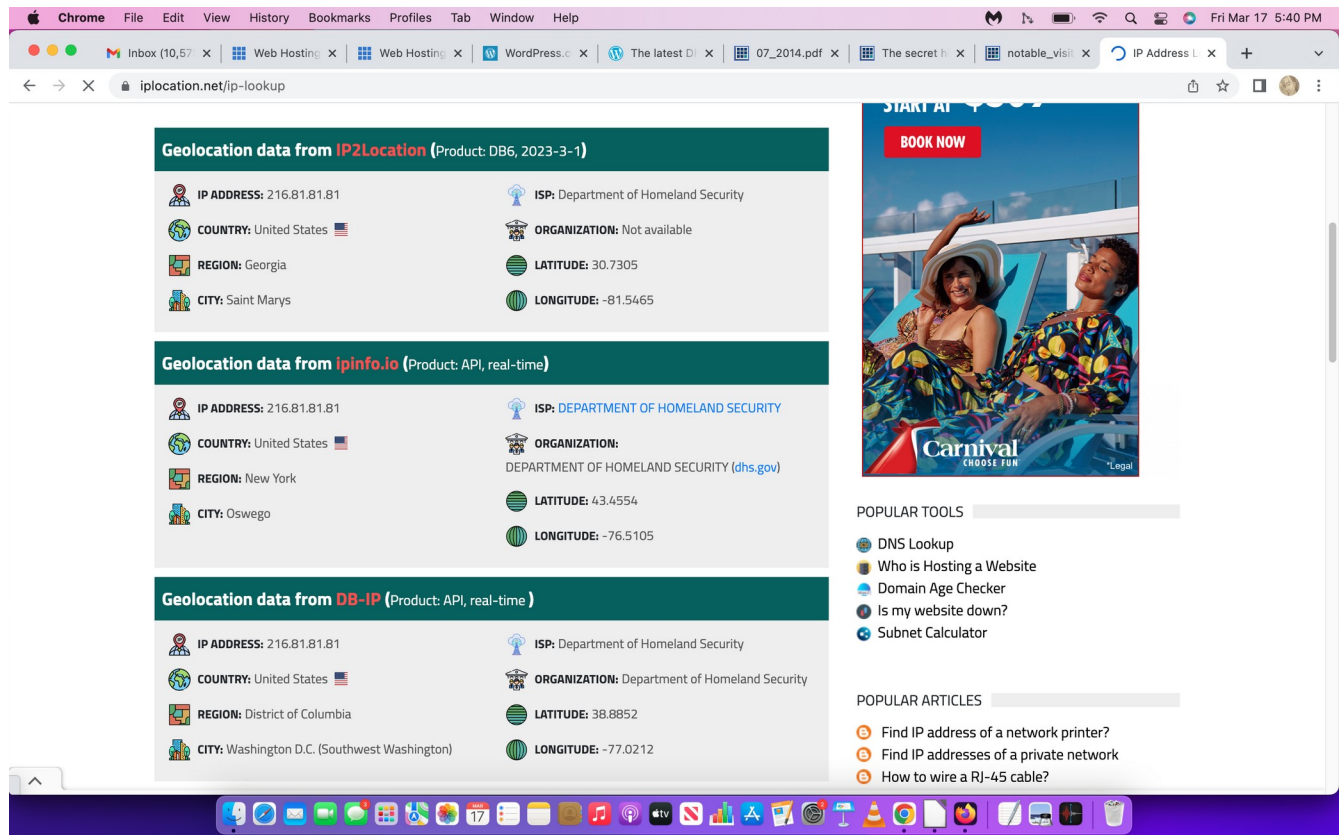 Chrome File Edit View History Bookmarks Profiles Tab Window Help Fri Mar 17 5:40 PM
Inbox (10,57 Web Hosting Web Hosting WordPress.c The latest D 07_2014.pdf The secret h notable_visit IP Address L
iplocation.net/ip-lookup
START AT
BOOK NOW
Geolocation data from IP2Location (Product: DB6, 2023-3-1)
IP ADDRESS: 216.81.81.81
COUNTRY: United States
REGION: Georgia
CITY: Saint Marys
ISP: Department of Homeland Security
ORGANIZATION: Not available
LATITUDE: 30.7305
LONGITUDE: -81.5465
Geolocation data from ipinfo.io (Product: API, real-time)
IP ADDRESS: 216.81.81.81
COUNTRY: United States
REGION: New York
CITY: Oswego
ISP: DEPARTMENT OF HOMELAND SECURITY
ORGANIZATION:
DEPARTMENT OF HOMELAND SECURITY (dhs.gov)
LATITUDE: 43.4554
LONGITUDE: -76.5105
Geolocation data from DB-IP (Product: API, real-time )
IP ADDRESS: 216.81.81.81
COUNTRY: United States
REGION: District of Columbia
CITY: Washington D.C. (Southwest Washington)
ISP: Department of Homeland Security
ORGANIZATION: Department of Homeland Security
LATITUDE: 38.8852
LONGITUDE: -77.0212
Carnival
CHOOSE FUN
*Legal
POPULAR TOOLS
DNS Lookup
Who is Hosting a Website
Domain Age Checker
Is my website down?
Subnet Calculator
POPULAR ARTICLES
Find IP address of a network printer?
Find IP addresses of a private network
How to wire a RJ-45 cable?
MAR
17
tv